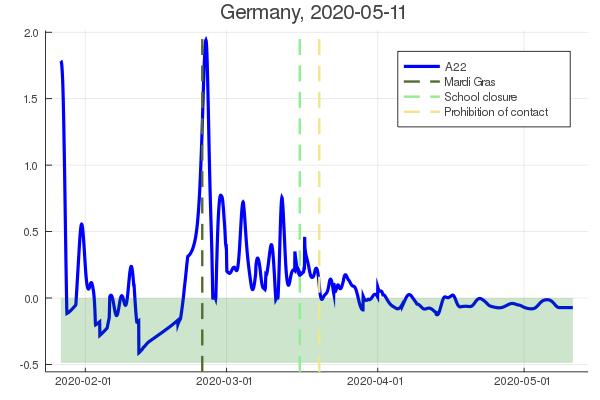 Germany, 2020-05-11
2.0
1.5
1.0
0.5
0.0
-0.5
A22
Mardi Gras
School closure
Prohibition of contact
2020-02-01 2020-03-01 2020-04-01 2020-05-01